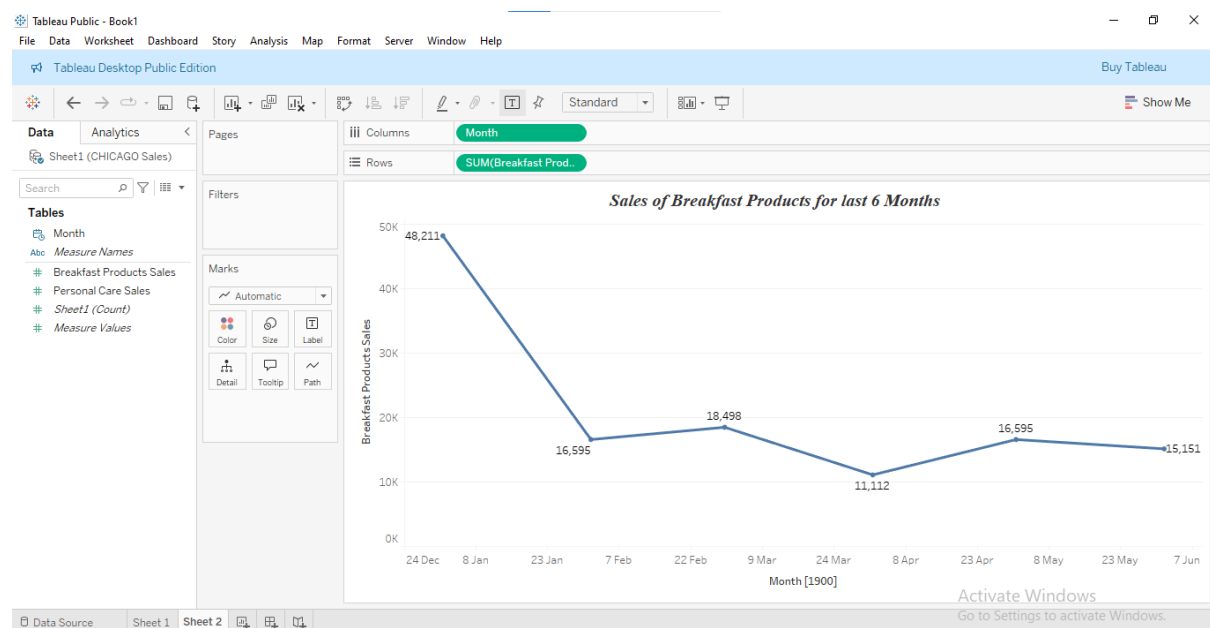 Tableau Public - Book1
File Data Worksheet Dashboard Story Analysis Map Format Server Window Help
Tableau Desktop Public Edition Buy Tableau
Standard Show Me
Data Analytics Pages Columns Month
Sheet1 (CHICAGO Sales) Rows SUM(Breakfast Prod..
Search
Filters
Tables
Month
Abc Measure Names
# Breakfast Products Sales
# Personal Care Sales
# Sheet1 (Count)
# Measure Values
Marks
Automatic
Color Size Label
Detail Tooltip Path
Sales of Breakfast Products for last 6 Months
Breakfast Products Sales
50K
40K
30K
20K
10K
0K
48,211
16,595
18,498
11,112
16,595
15,151
24 Dec 8 Jan 23 Jan 7 Feb 22 Feb 9 Mar 24 Mar 8 Apr 23 Apr 8 May 23 May 7 Jun
Month [1900]
Activate Windows
Go to Settings to activate Windows.
Data Source Sheet 1 Sheet 2